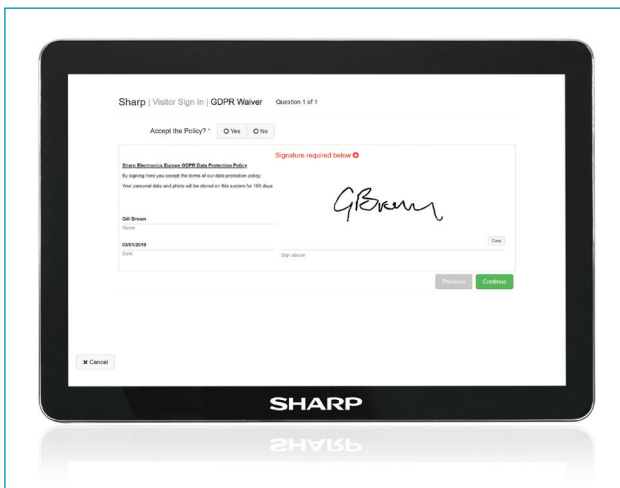 Sharp | Visitor Sign In | GDPR Waiver Question 1 of 1
Accept the Policy? * Yes No
Signature required below
Sharp Electronics Europe GDPR Data Protection Policy
By signing here you except the terms of our data protection policy:
Your personal data and photo will be stored on this system for 180 days
GBrown
Gill Brown
Name
Clear
03/01/2019
Date
Sign above
Previous Continue
Cancel
SHARP